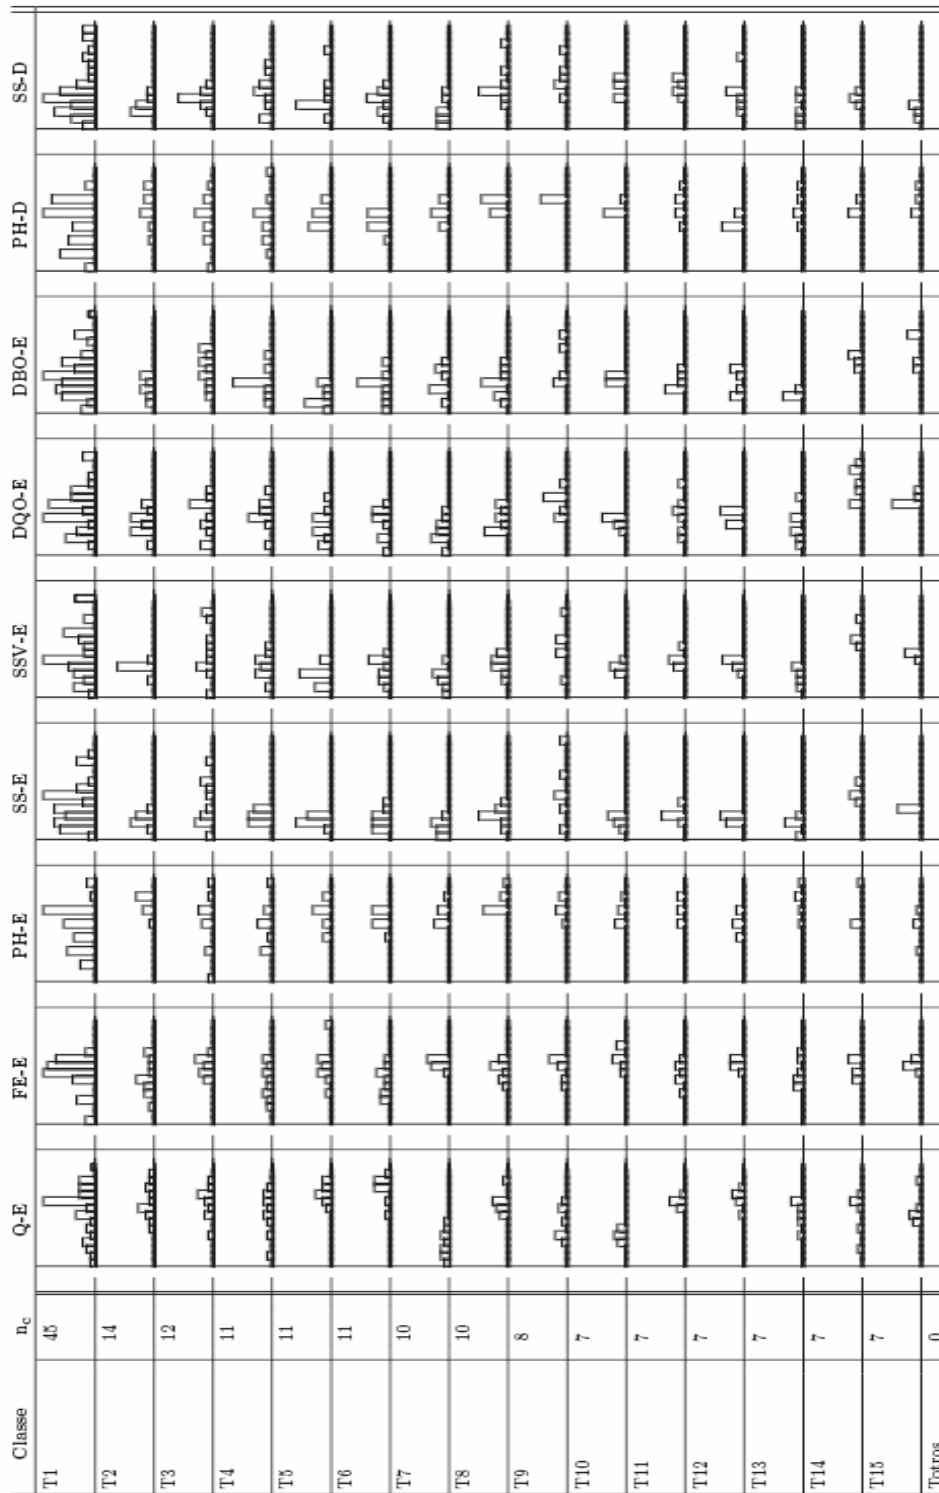 Classe n_c Q-E FE-E PH-E SS-E SSV-E DQO-E DBO-E PH-D SS-D
T1 45
T2 14
T3 12
T4 11
T5 11
T6 11
T7 10
T8 10
T9 8
T10 7
T11 7
T12 7
T13 7
T14 7
T15 7
Totros